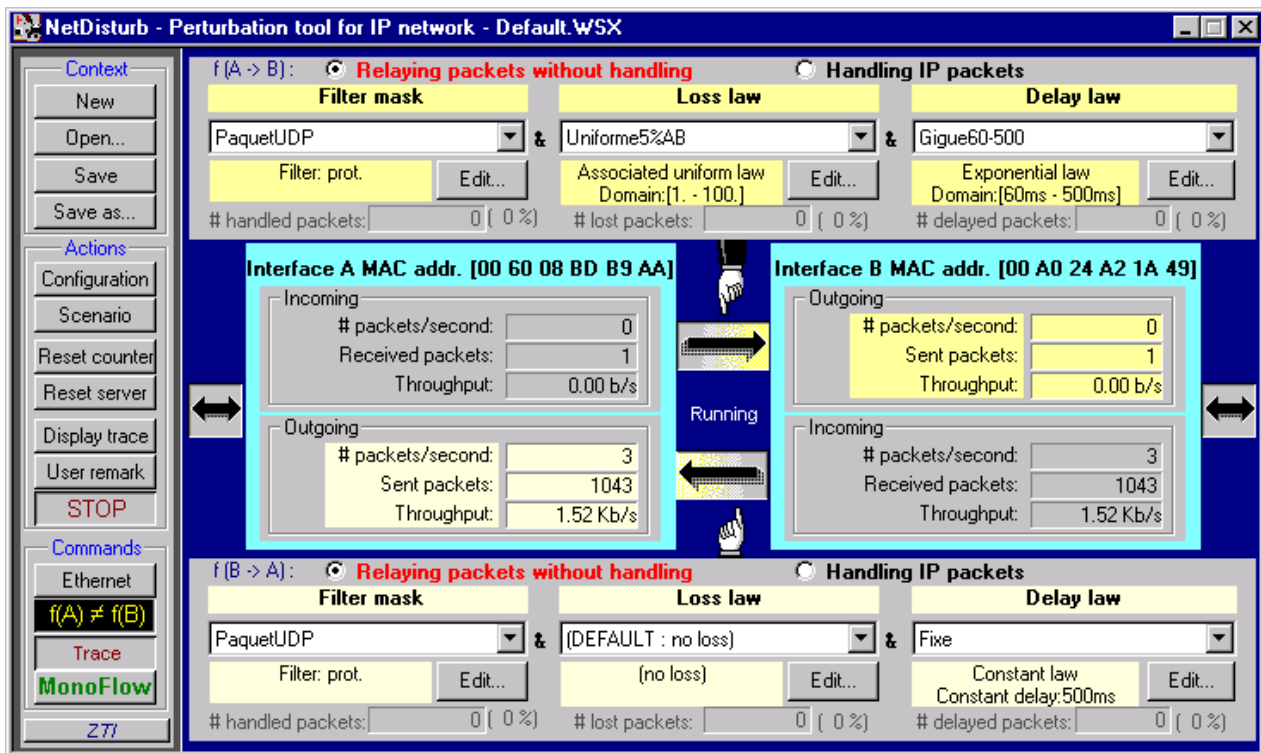 NetDisturb - Perturbation tool for IP network - Default.WSX
Context
New
Open...
Save
Save as...
Actions
Configuration
Scenario
Reset counter
Reset server
Display trace
User remark
STOP
Commands
Ethernet
f(A) ≠ f(B)
Trace
MonoFlow
ZTI
f (A -> B) : Relaying packets without handling Handling IP packets
Filter mask Loss law Delay law
PaquetUDP & Uniforme5%AB & Gigue60-500
Filter: prot. Edit... Associated uniform law Edit... Exponential law Edit...
Domain:[1. - 100.] Domain:[60ms - 500ms]
# handled packets: 0 ( 0 %) # lost packets: 0 ( 0 %) # delayed packets: 0 ( 0 %)
Interface A MAC addr. [00 60 08 BD B9 AA]
Incoming
# packets/second: 0
Received packets: 1
Throughput: 0.00 b/s
Outgoing
# packets/second: 3
Sent packets: 1043
Throughput: 1.52 Kb/s
Running
Interface B MAC addr. [00 A0 24 A2 1A 49]
Outgoing
# packets/second: 0
Sent packets: 1
Throughput: 0.00 b/s
Incoming
# packets/second: 3
Received packets: 1043
Throughput: 1.52 Kb/s
f (B -> A) : Relaying packets without handling Handling IP packets
Filter mask Loss law Delay law
PaquetUDP & (DEFAULT : no loss) & Fixe
Filter: prot. Edit... (no loss) Edit... Constant law Edit...
Constant delay:500ms
# handled packets: 0 ( 0 %) # lost packets: 0 ( 0 %) # delayed packets: 0 ( 0 %)